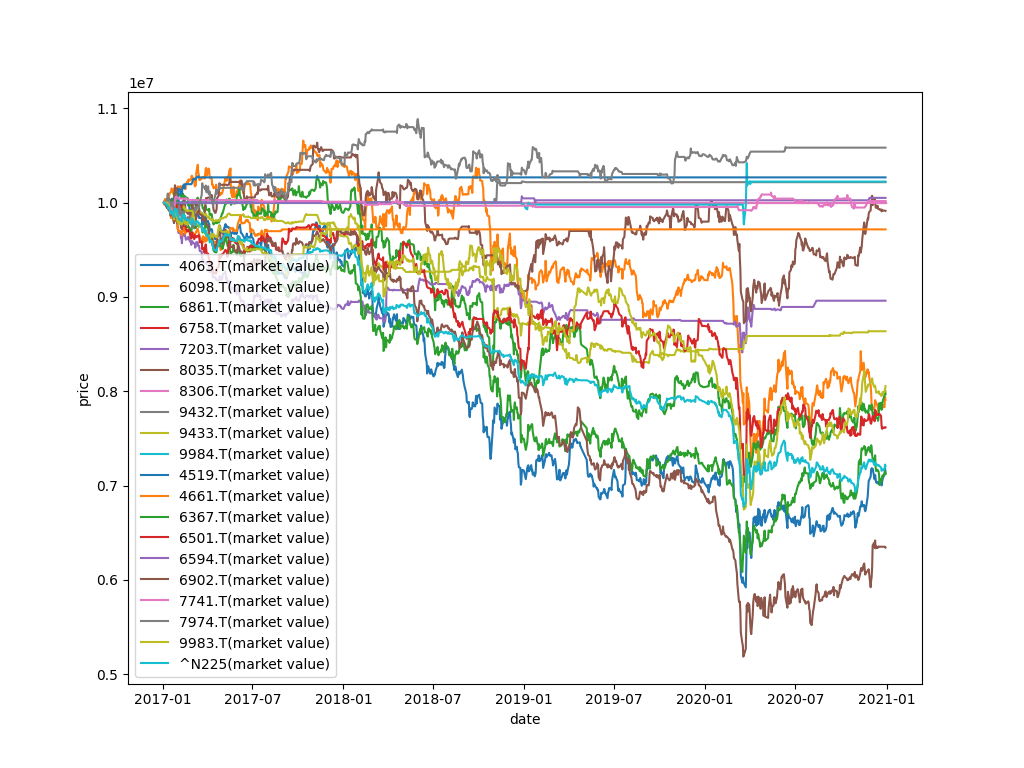 1e7
1.1
1.0
0.9
0.8
0.7
0.6
0.5
price
4063.T(market value)
6098.T(market value)
6861.T(market value)
6758.T(market value)
7203.T(market value)
8035.T(market value)
8306.T(market value)
9432.T(market value)
9433.T(market value)
9984.T(market value)
4519.T(market value)
4661.T(market value)
6367.T(market value)
6501.T(market value)
6594.T(market value)
6902.T(market value)
7741.T(market value)
7974.T(market value)
9983.T(market value)
^N225(market value)
2017-01 2017-07 2018-01 2018-07 2019-01 2019-07 2020-01 2020-07 2021-01
date